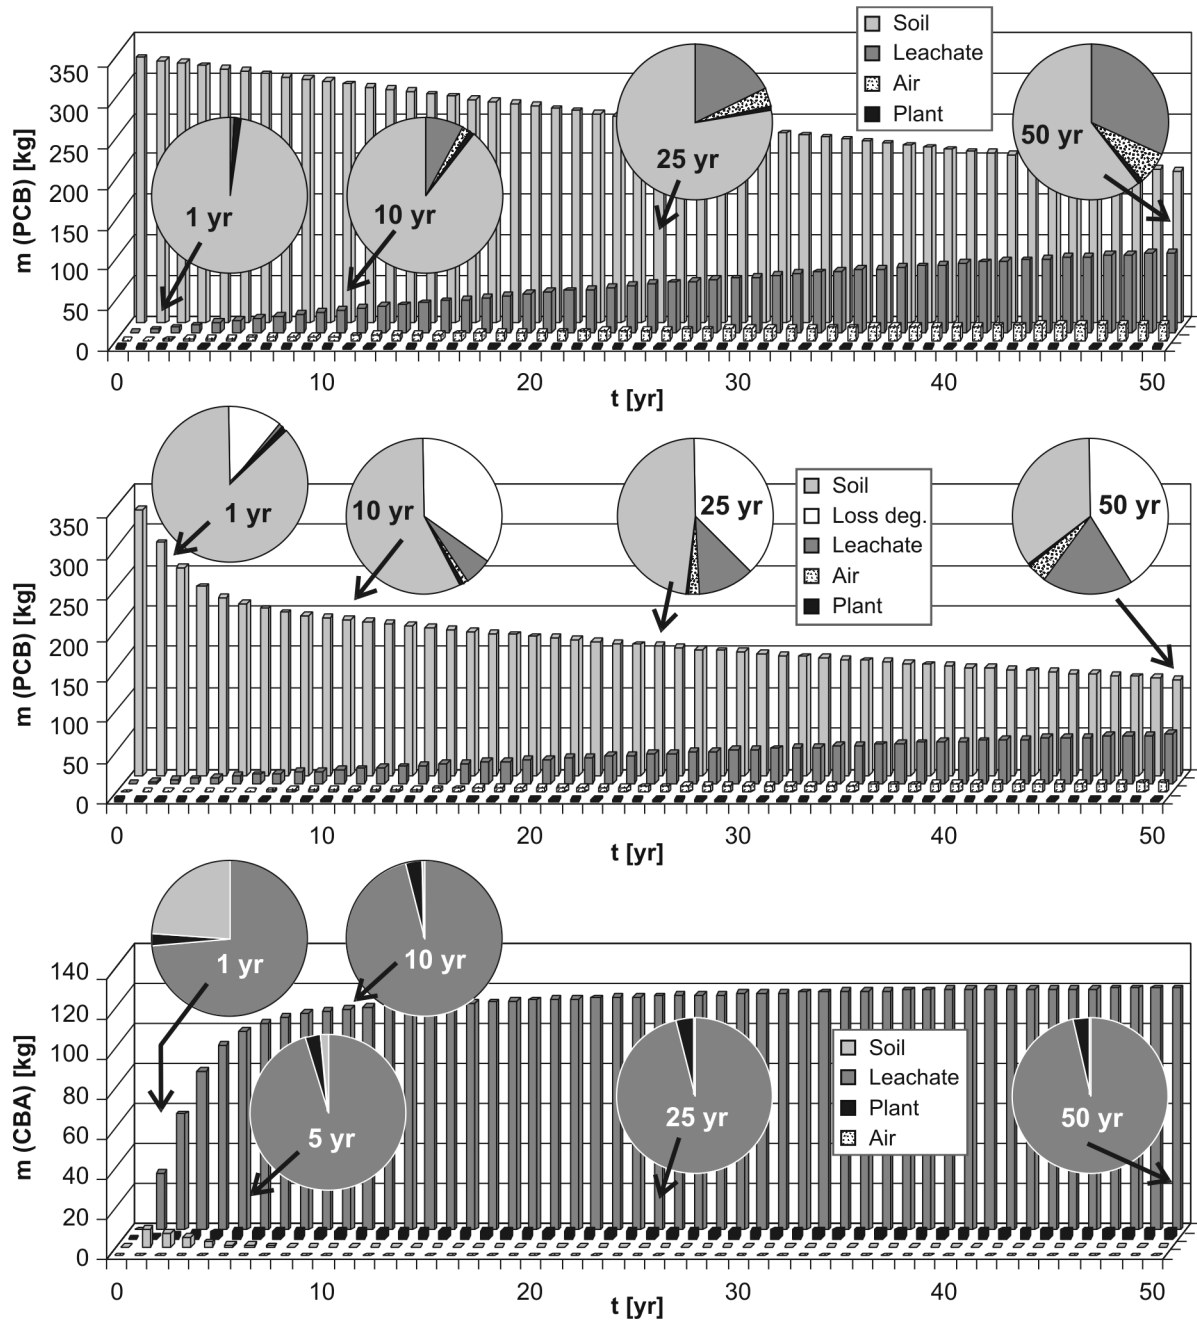 Soil
Leachate
Air
Plant
m (PCB) [kg]
350
300
250
200
150
100
50
0
1 yr
10 yr
25 yr
50 yr
0
10
20
30
40
50
t [yr]
Soil
Loss deg.
Leachate
Air
Plant
m (PCB) [kg]
350
300
250
200
150
100
50
0
1 yr
10 yr
25 yr
50 yr
0
10
20
30
40
50
t [yr]
m (CBA) [kg]
140
120
100
80
60
40
20
0
1 yr
10 yr
5 yr
25 yr
50 yr
Soil
Leachate
Plant
Air
0
10
20
30
40
50
t [yr]